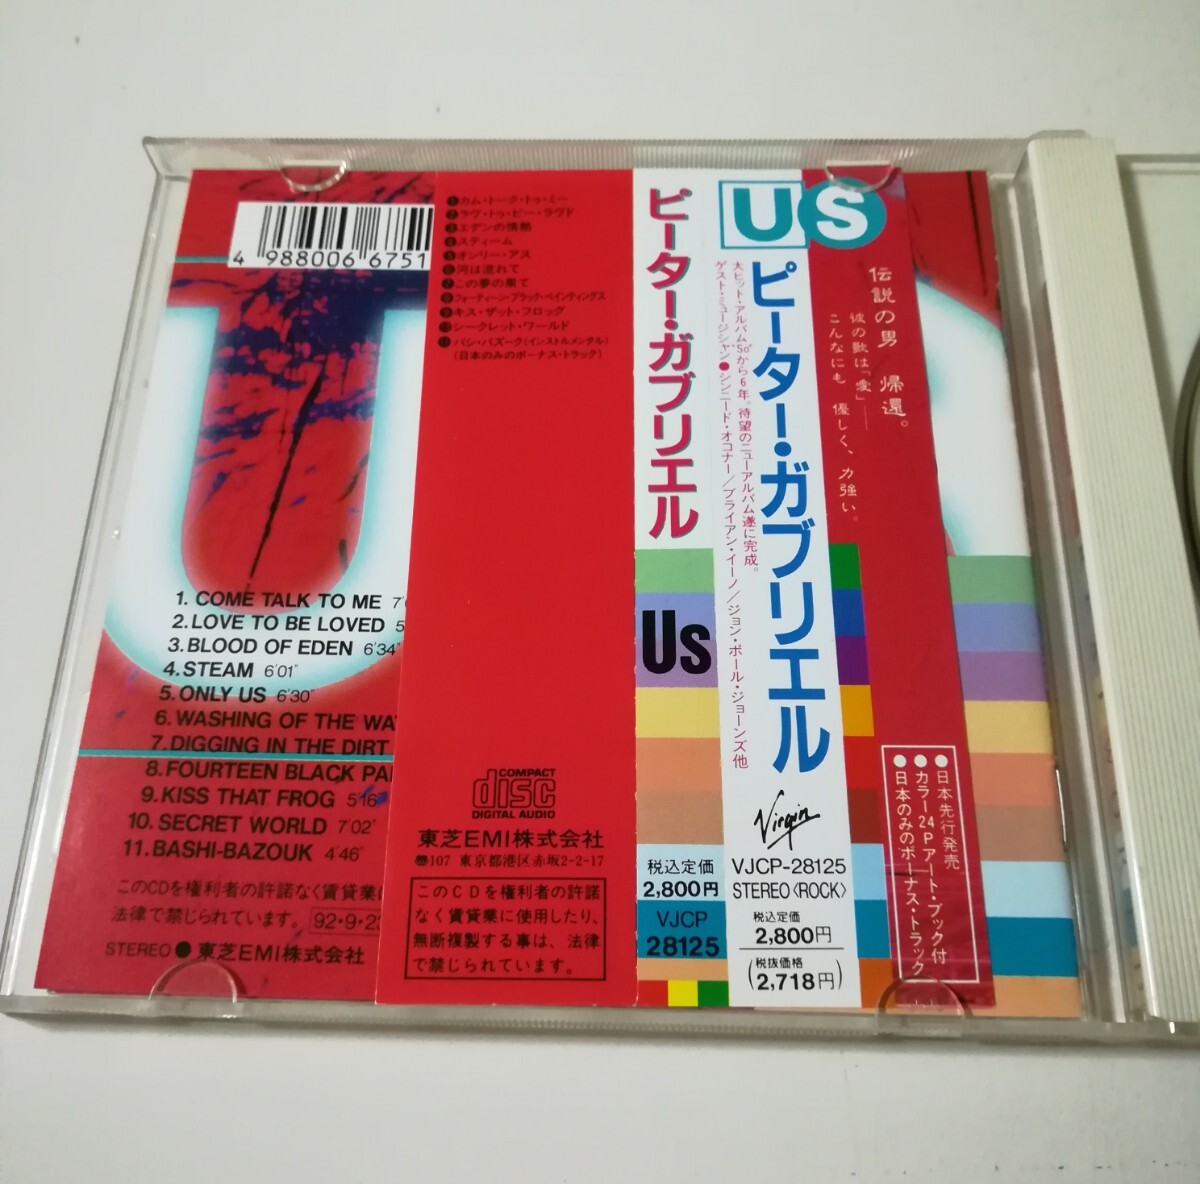 4 988006 6751
1. COME TALK TO ME 7'
2. LOVE TO BE LOVED 5
3. BLOOD OF EDEN 6'34"
4. STEAM 6'01"
5. ONLY US 6'30"
6. WASHING OF THE WA
7. DIGGING IN THE DIRT
8. FOURTEEN BLACK PA
9. KISS THAT FROG 5'16
10. SECRET WORLD 7'02"
11. BASHI-BAZOUK 4'46"
このCDを権利者の許諾なく賃貸業に
法律で禁じられています。 92・9・23
STEREO ● 東芝EMI株式会社
❶カム・トーク・トゥ・ミー
❷ラヴ・トゥ・ビー・ラヴド
❸エデンの情熱
❹スティーム
❺オンリー・アス
❻河は流れて
❼この夢の果て
❽フォーティーン・ブラック・ペインティングス
❾キス・ザット・フロッグ
❿シークレット・ワールド
⓫バシ・バズーク(インストルメンタル)
(日本のみのボーナス・トラック)
COMPACT
disc
DIGITAL AUDIO
東芝EMI株式会社
〠107 東京都港区赤坂2-2-17
このCDを権利者の許諾
なく賃貸業に使用したり、
無断複製する事は、法律
で禁じられています。
ピーター・ガブリエル
Us
税込定価
2,800円
VJCP
28125
US
ピーター・ガブリエル
大ヒット・アルバム"So"から6年。待望のニューアルバム遂に完成。
ゲスト・ミュージシャン●シンニード・オコナー/ブライアン・イーノ/ジョン・ポール・ジョーンズ他
Virgin
VJCP-28125
STEREO〈ROCK〉
税込定価
2,800円
(税抜価格
2,718円)
伝説の男 帰還。
彼の歌は「愛」——
こんなにも 優しく、力強い。
●日本先行発売
●カラー24Pアート・ブック付
●日本のみのボーナス・トラック